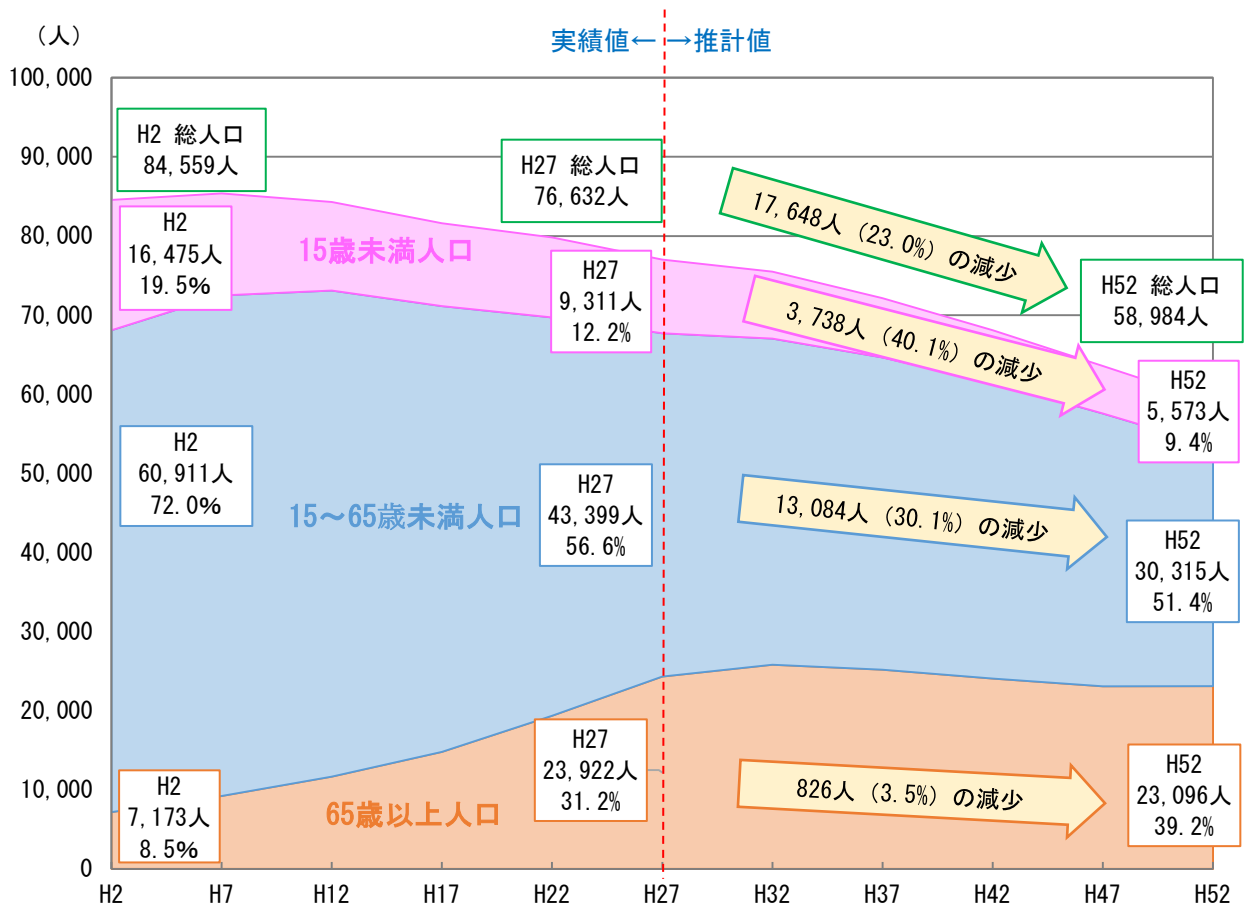 （人）
実績値←
→推計値
100,000
90,000
80,000
70,000
60,000
50,000
40,000
30,000
20,000
10,000
0
H2 総人口
84,559人
H27 総人口
76,632人
17,648人（23.0%）の減少
H52 総人口
58,984人
H2
16,475人
19.5%
15歳未満人口
H27
9,311人
12.2%
3,738人（40.1%）の減少
H52
5,573人
9.4%
H2
60,911人
72.0%
15～65歳未満人口
H27
43,399人
56.6%
13,084人（30.1%）の減少
H52
30,315人
51.4%
H2
7,173人
8.5%
65歳以上人口
H27
23,922人
31.2%
826人（3.5%）の減少
H52
23,096人
39.2%
H2
H7
H12
H17
H22
H27
H32
H37
H42
H47
H52